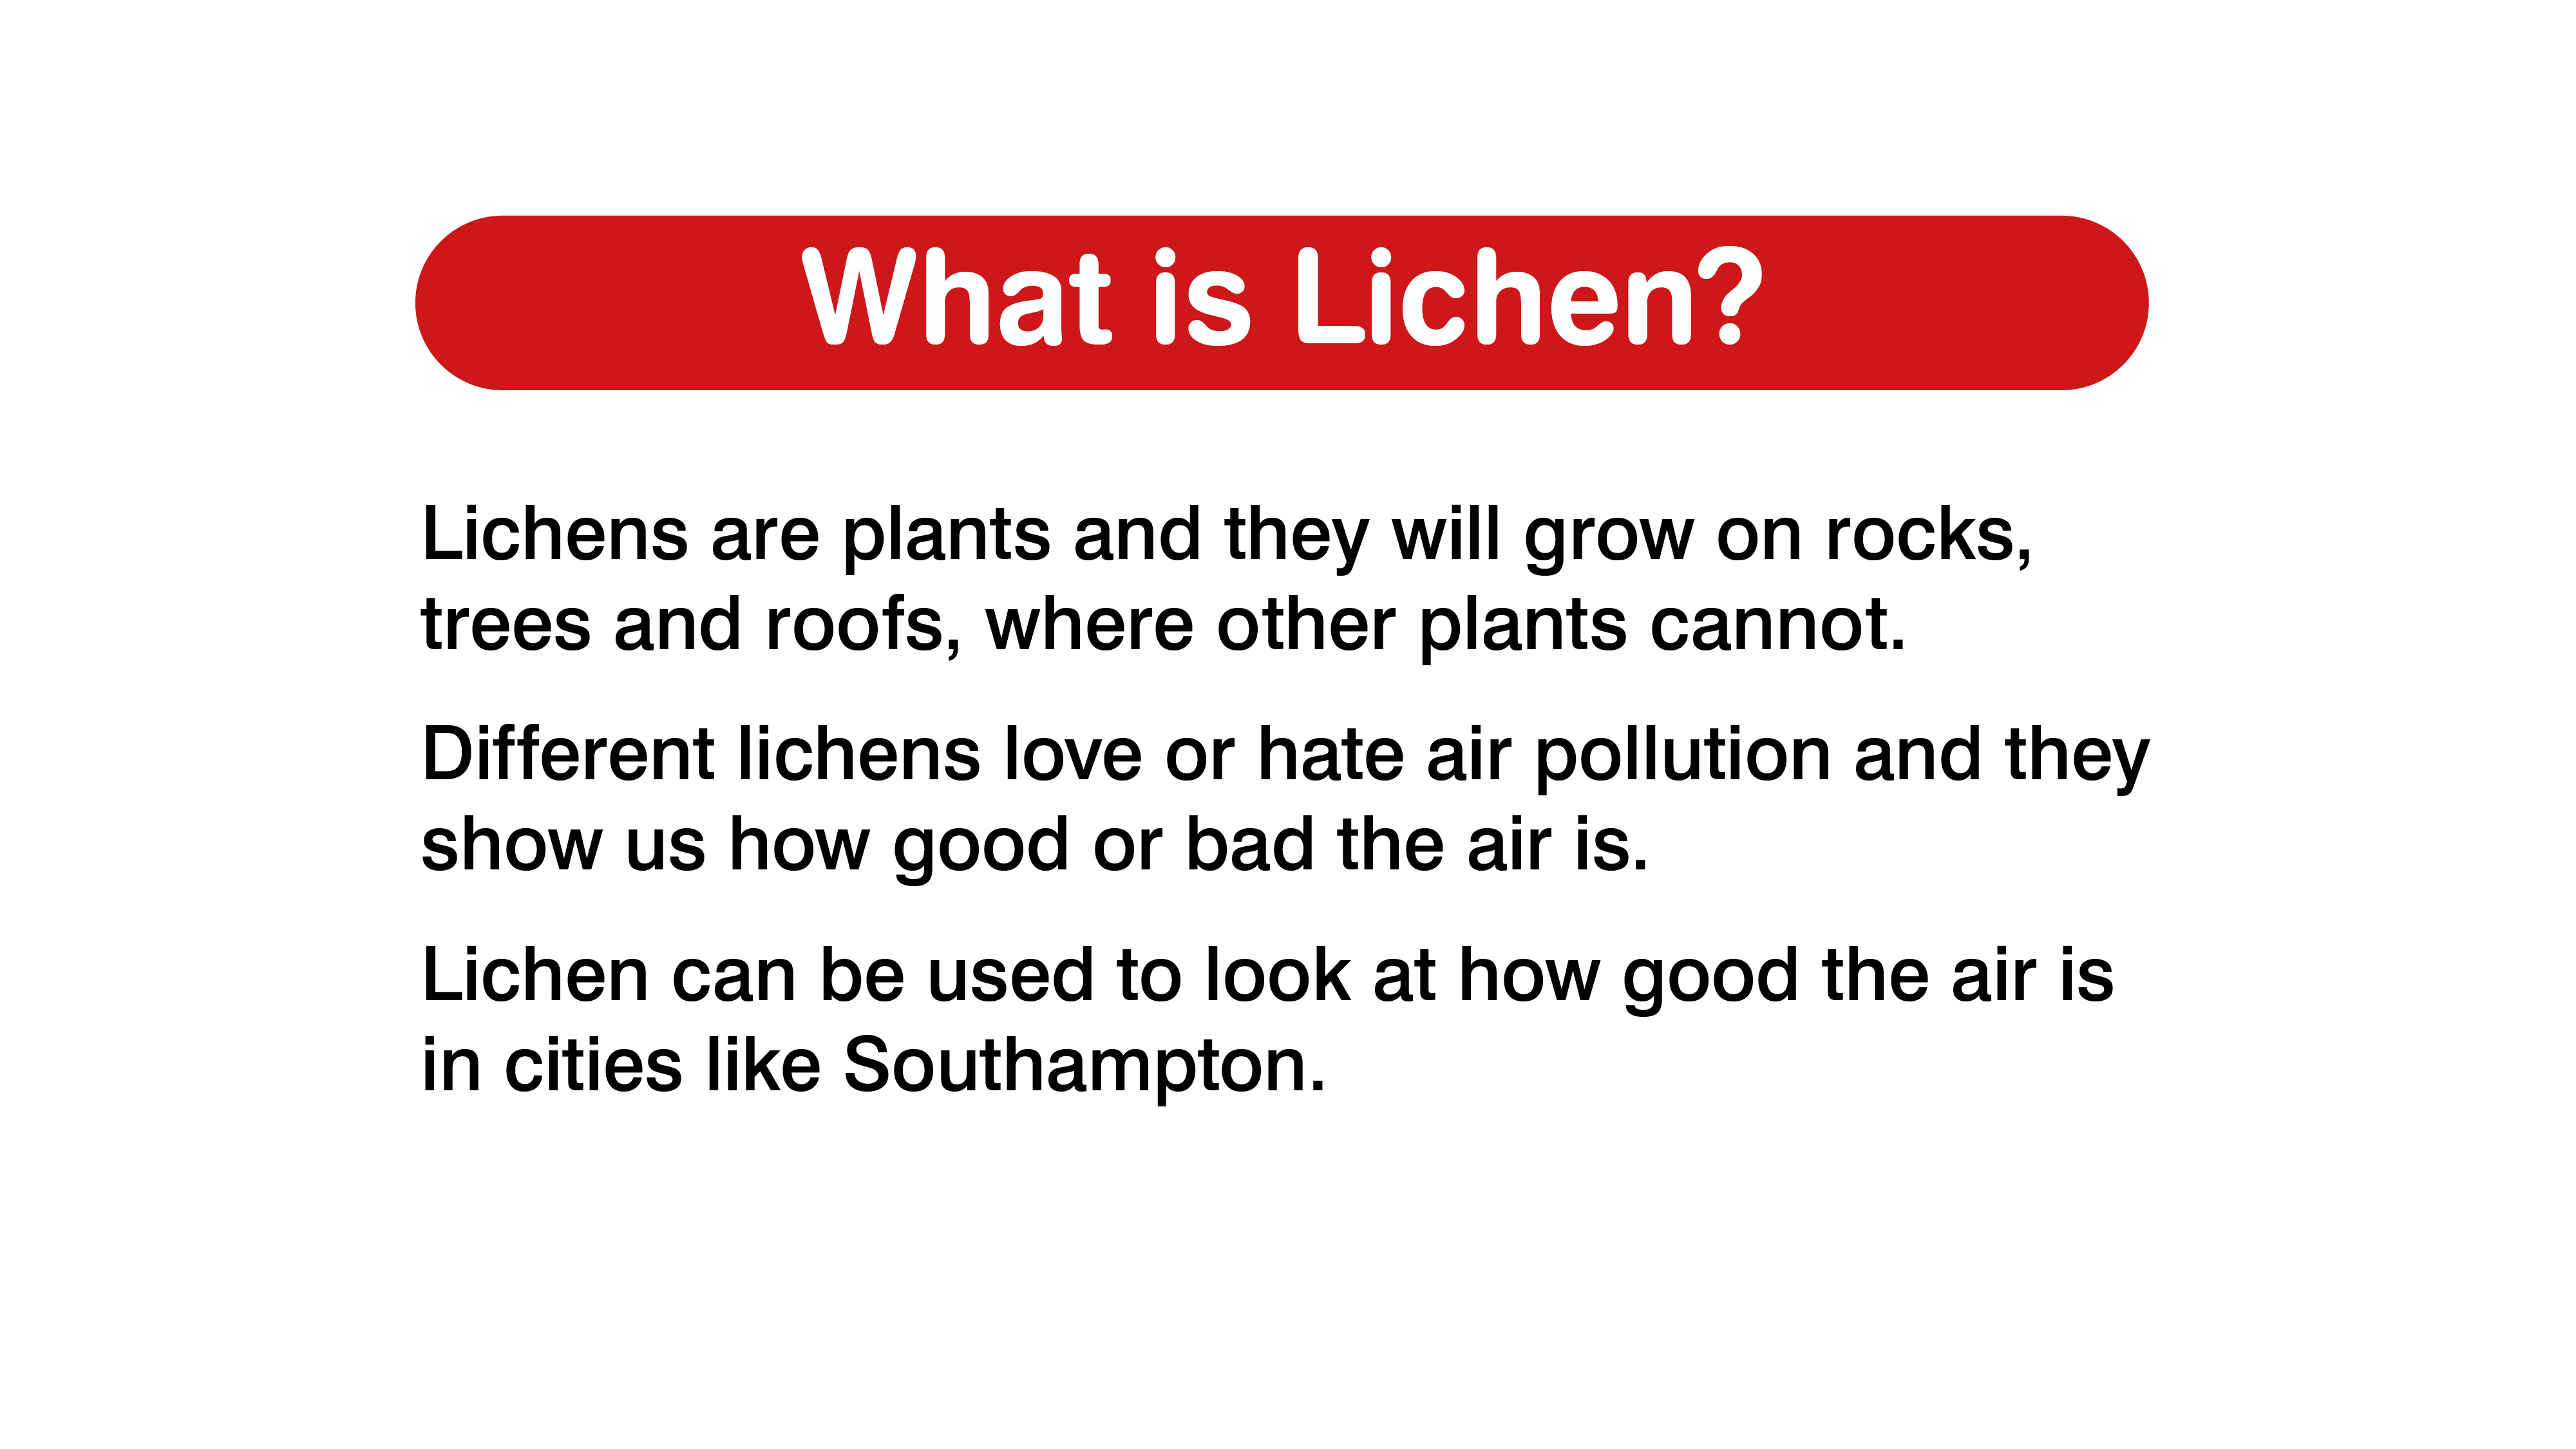 What is Lichen?
Lichens are plants and they will grow on rocks,
trees and roofs, where other plants cannot.
Different lichens love or hate air pollution and they
show us how good or bad the air is.
Lichen can be used to look at how good the air is
in cities like Southampton.